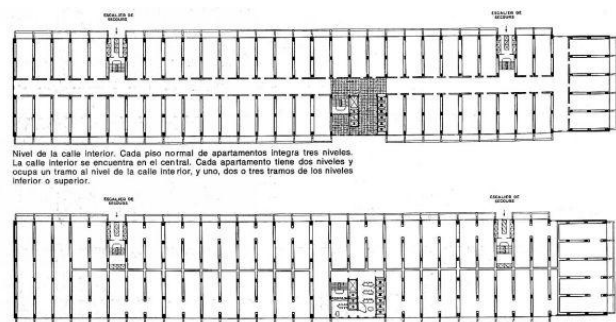 ESCALIER DE
SECOURS
ESCALIER DE
SECOURS
Nivel de la calle interior. Cada piso normal de apartamentos integra tres niveles.
La calle interior se encuentra en el central. Cada apartamento tiene dos niveles y
ocupa un tramo al nivel de la calle interior, y uno, dos o tres tramos de los niveles
inferior o superior.
ESCALIER DE
SECOURS
ESCALIER DE
SECOURS